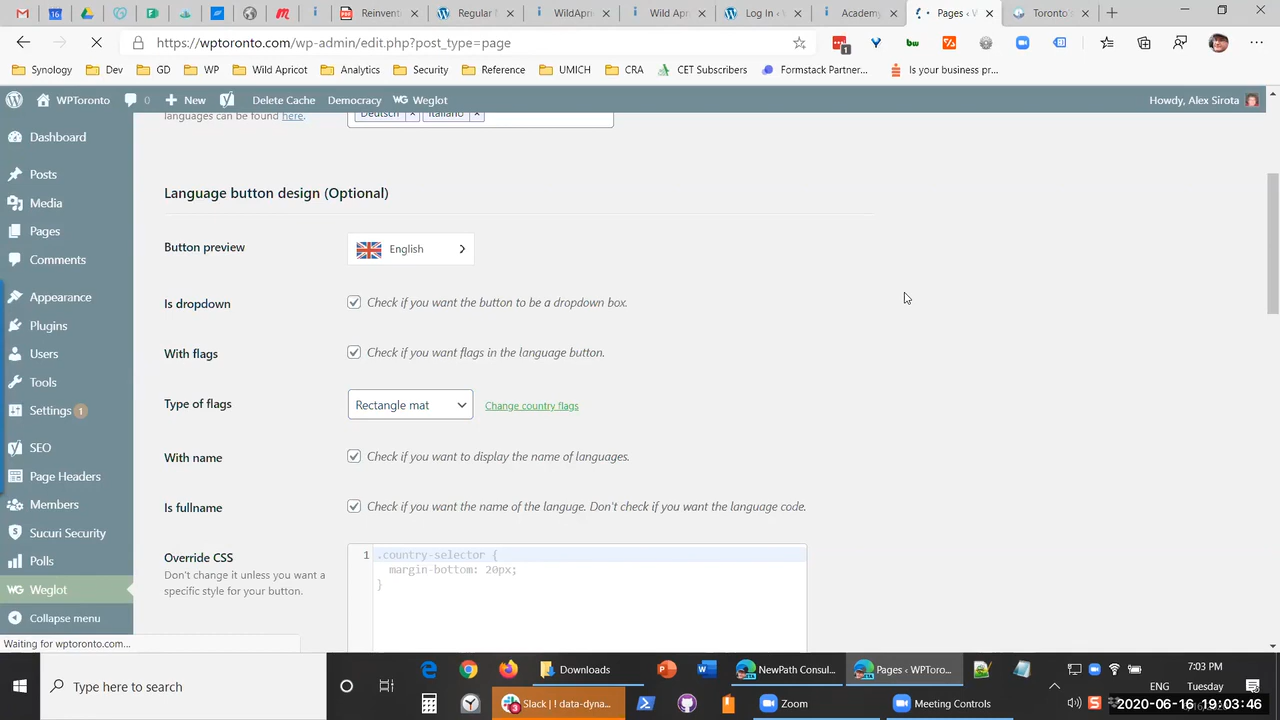 Reinvent
Regular
WildApri
Wild Apr
Log In ‹ W
Academy
Pages ‹ W
Toronto's
https://wptoronto.com/wp-admin/edit.php?post_type=page
1
Synology
Dev
GD
WP
Wild Apricot
Analytics
Security
Reference
UMICH
CRA
CET Subscribers
Formstack Partner...
Is your business pr...
WPToronto
0
New
Delete Cache
Democracy
WG Weglot
Howdy, Alex Sirota
languages can be found here.
Deutsch ×
Italiano ×
Dashboard
Posts
Media
Pages
Comments
Appearance
Plugins
Users
Tools
Settings 1
SEO
Page Headers
Members
Sucuri Security
Polls
WG Weglot
Collapse menu
Language button design (Optional)
Button preview
English
Is dropdown
Check if you want the button to be a dropdown box.
With flags
Check if you want flags in the language button.
Type of flags
Rectangle mat
Change country flags
With name
Check if you want to display the name of languages.
Is fullname
Check if you want the name of the languge. Don't check if you want the language code.
Override CSS
Don't change it unless you want a
specific style for your button.
1 .country-selector {
margin-bottom: 20px;
}
Waiting for wptoronto.com...
Type here to search
Downloads
NewPath Consul...
Pages ‹ WPToro...
Slack | ! data-dyna...
Zoom
Meeting Controls
ENG
7:03 PM
Tuesday
2020-06-16 19:03:46